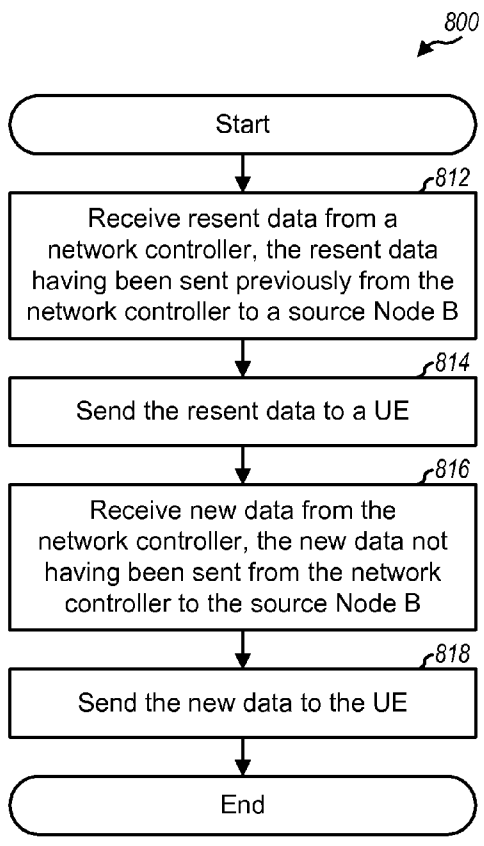 800
Start
812
Receive resent data from a
network controller, the resent data
having been sent previously from the
network controller to a source Node B
814
Send the resent data to a UE
816
Receive new data from the
network controller, the new data not
having been sent from the network
controller to the source Node B
818
Send the new data to the UE
End